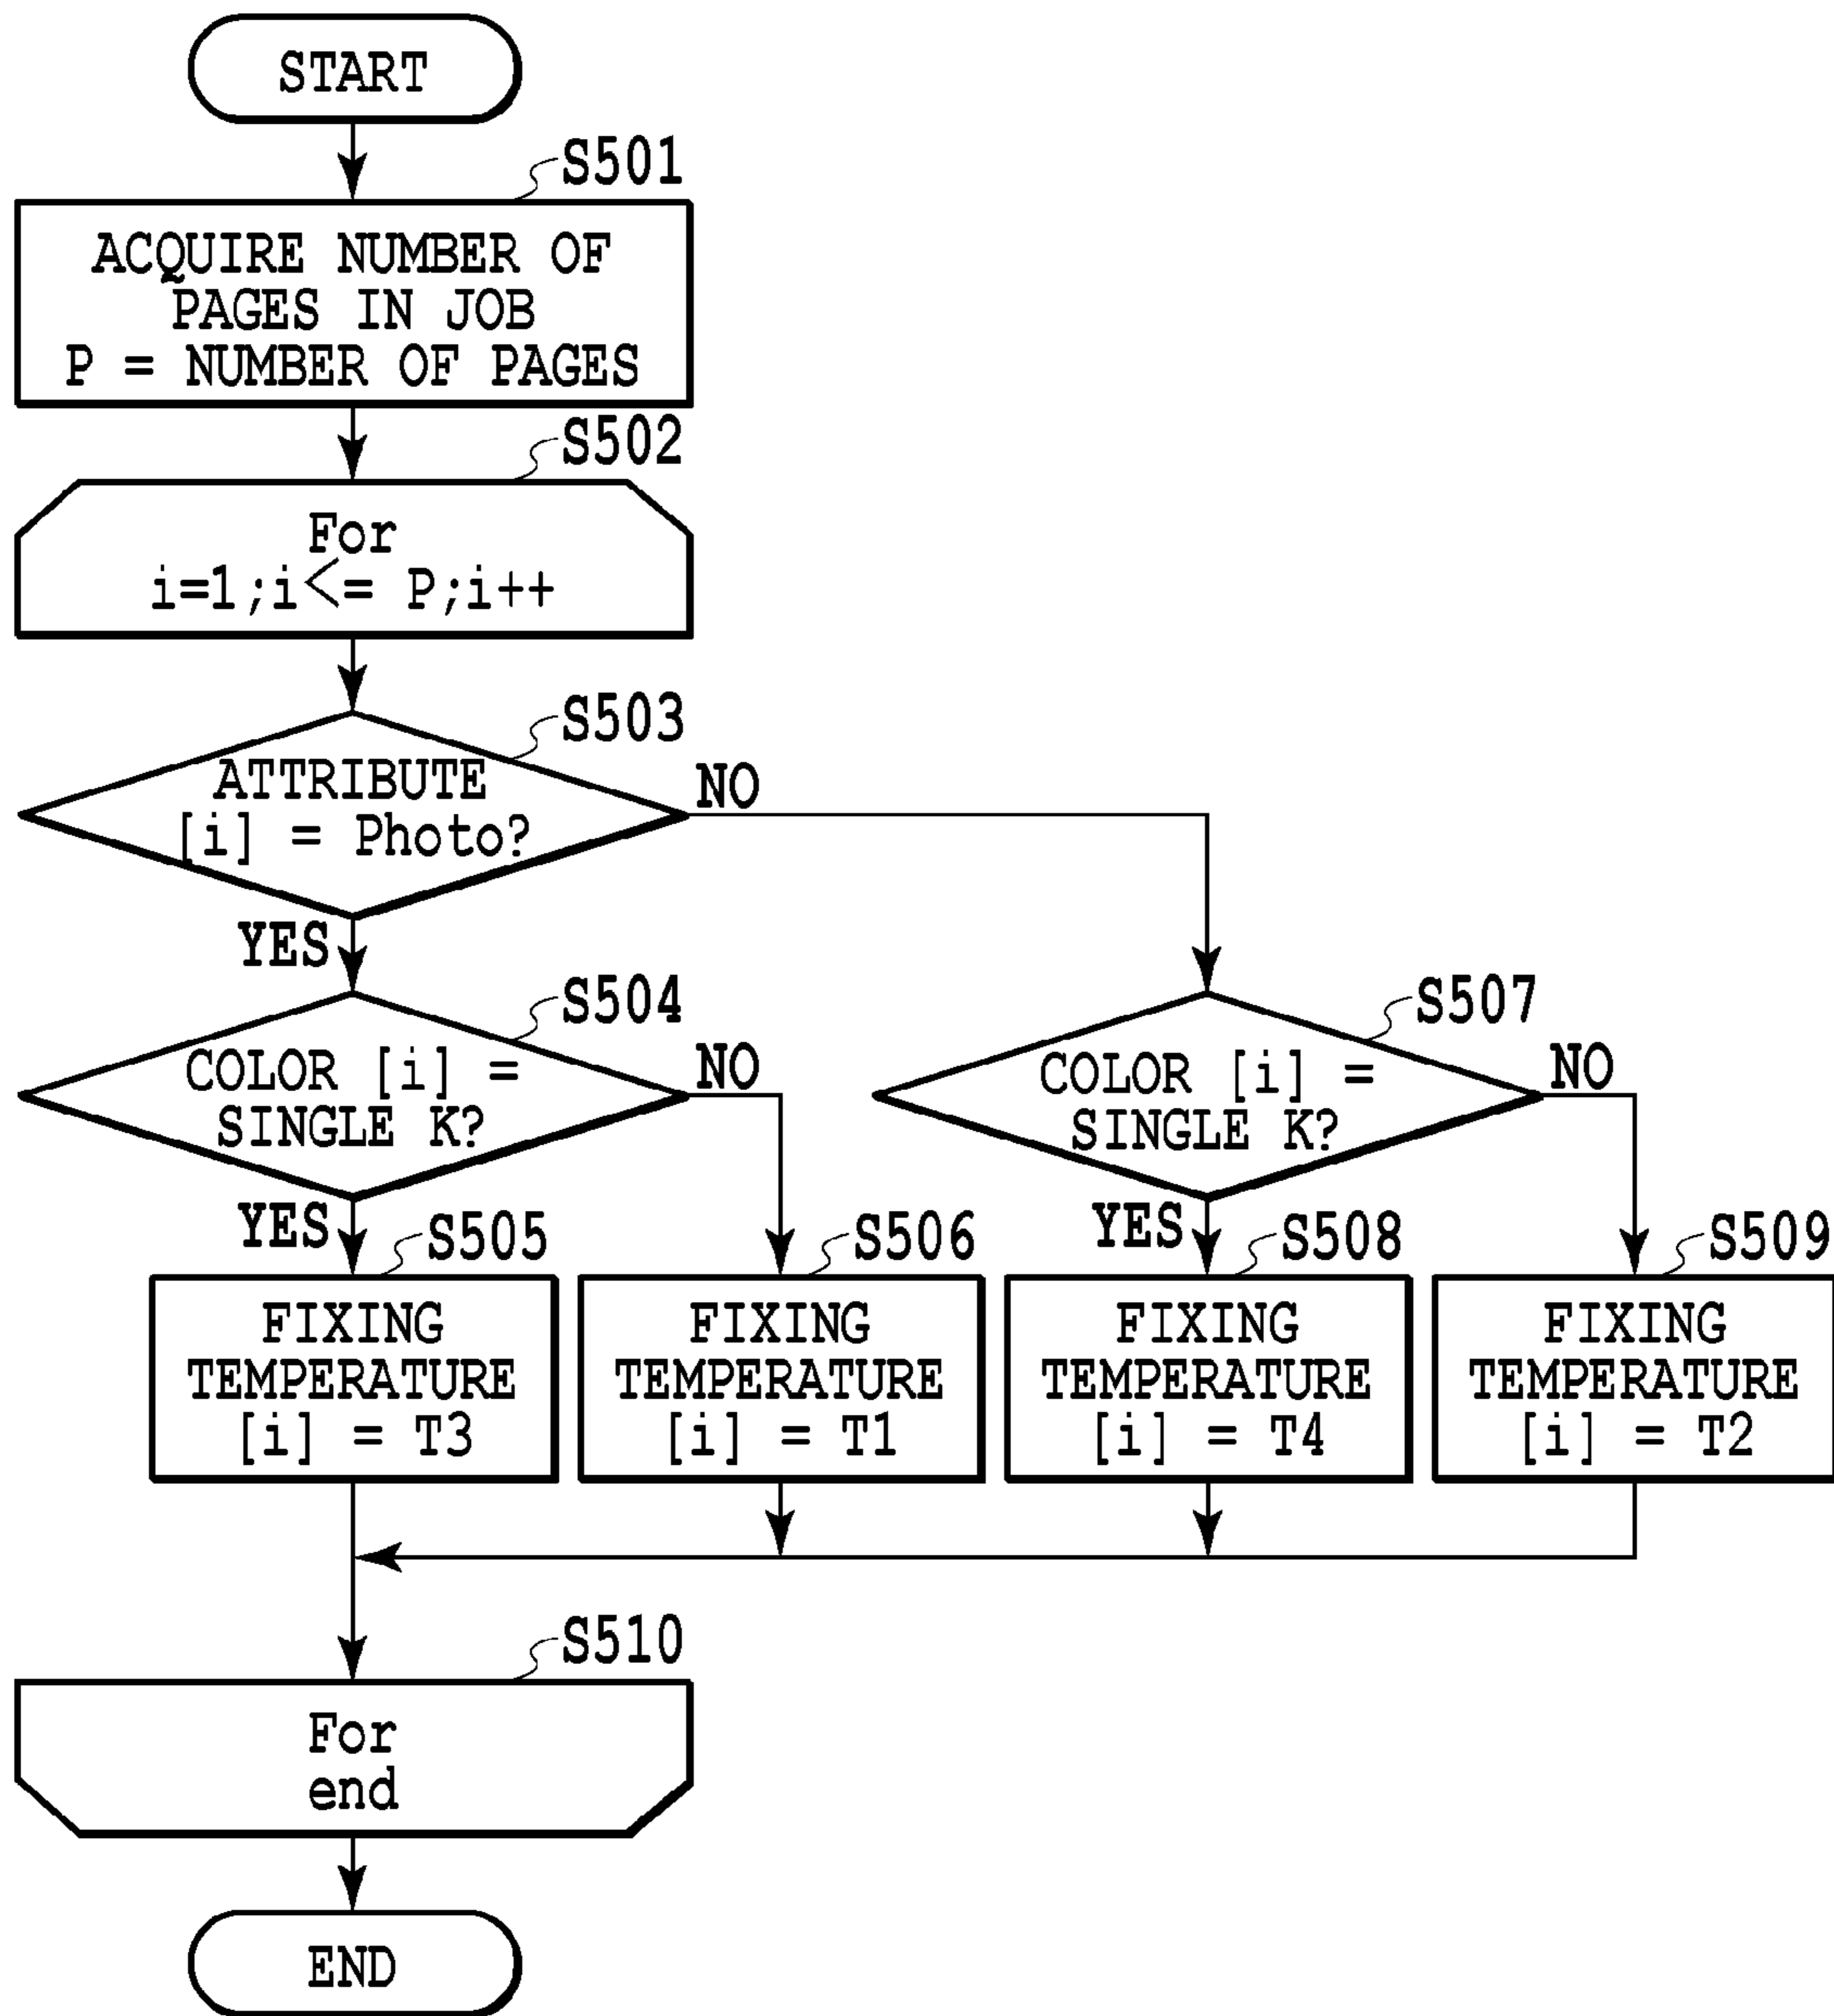 START
S501
ACQUIRE NUMBER OF
PAGES IN JOB
P = NUMBER OF PAGES
S502
For
i=1;i<= P;i++
S503
ATTRIBUTE
[i] = Photo?
NO
YES
S504
COLOR [i] =
SINGLE K?
NO
YES
S507
COLOR [i] =
SINGLE K?
NO
YES
S505
FIXING
TEMPERATURE
[i] = T3
S506
FIXING
TEMPERATURE
[i] = T1
S508
FIXING
TEMPERATURE
[i] = T4
S509
FIXING
TEMPERATURE
[i] = T2
S510
For
end
END